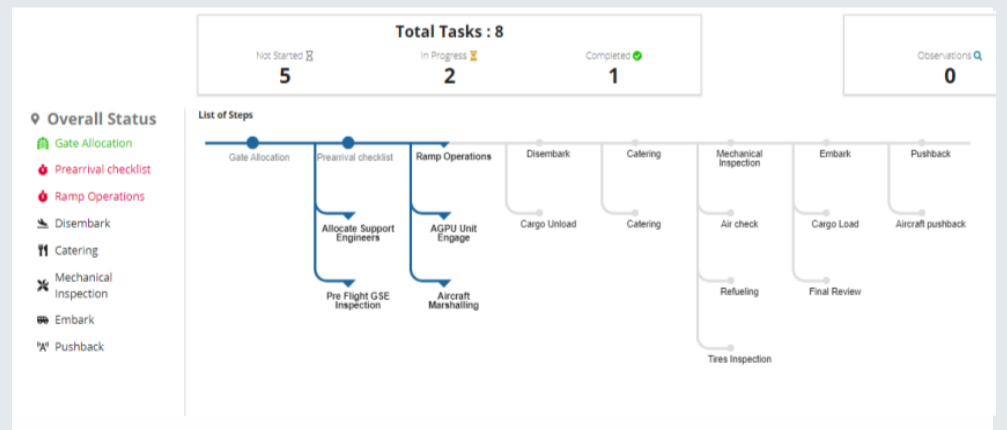 Total Tasks : 8
Not Started
In Progress
Completed
5
2
1
Observations
0
Overall Status
Gate Allocation
Prearrival checklist
Ramp Operations
Disembark
Catering
Mechanical
Inspection
Embark
Pushback
List of Steps
Gate Allocation
Prearrival checklist
Ramp Operations
Disembark
Catering
Mechanical
Inspection
Embark
Pushback
Allocate Support
Engineers
AGPU Unit
Engage
Cargo Unload
Catering
Air check
Cargo Load
Aircraft pushback
Pre Flight GSE
Inspection
Aircraft
Marshalling
Refueling
Final Review
Tires Inspection